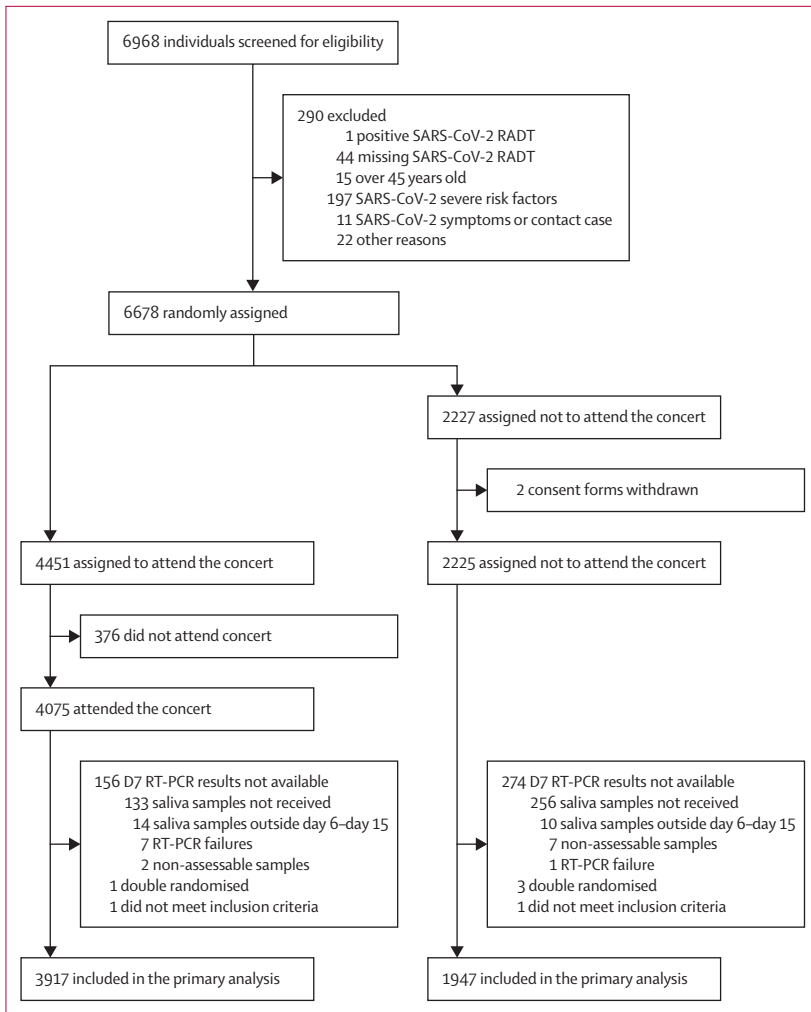 6968 individuals screened for eligibility
290 excluded
1 positive SARS-CoV-2 RADT
44 missing SARS-CoV-2 RADT
15 over 45 years old
197 SARS-CoV-2 severe risk factors
11 SARS-CoV-2 symptoms or contact case
22 other reasons
6678 randomly assigned
2227 assigned not to attend the concert
2 consent forms withdrawn
4451 assigned to attend the concert
2225 assigned not to attend the concert
376 did not attend concert
4075 attended the concert
156 D7 RT-PCR results not available
133 saliva samples not received
14 saliva samples outside day 6–day 15
7 RT-PCR failures
2 non-assessable samples
1 double randomised
1 did not meet inclusion criteria
274 D7 RT-PCR results not available
256 saliva samples not received
10 saliva samples outside day 6–day 15
7 non-assessable samples
1 RT-PCR failure
3 double randomised
1 did not meet inclusion criteria
3917 included in the primary analysis
1947 included in the primary analysis